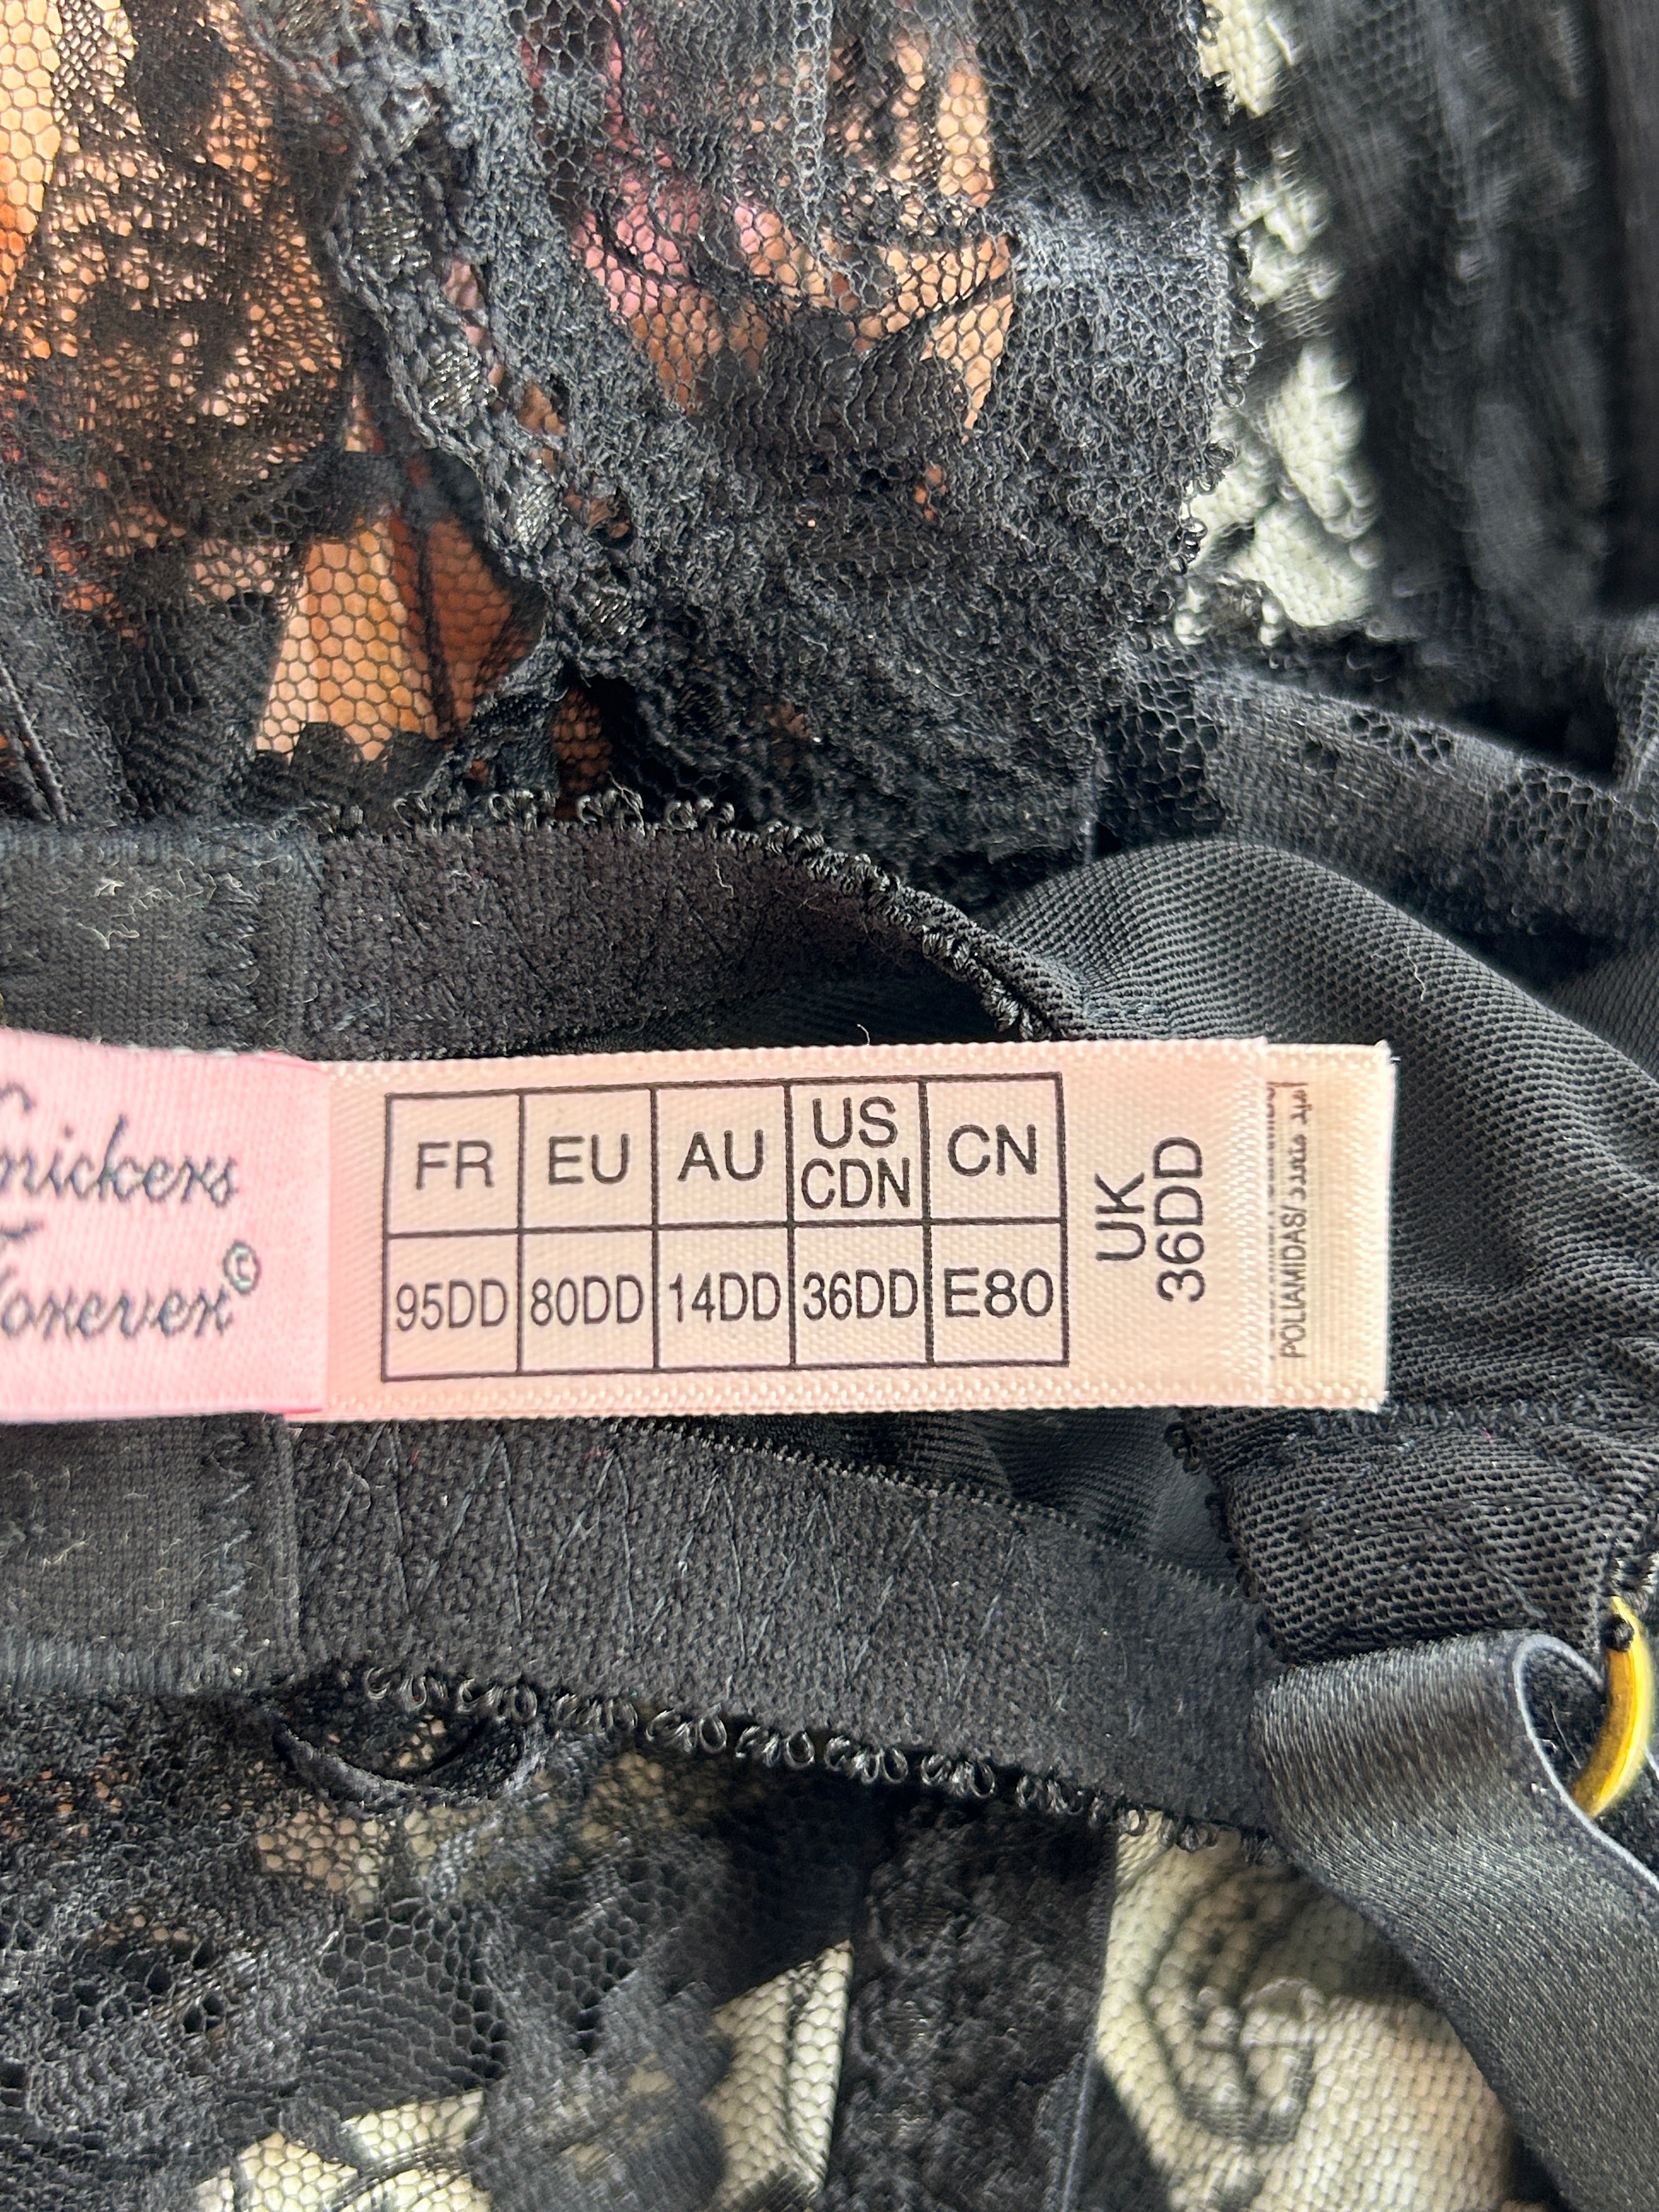 nickers
Forever©
FR EU AU US CDN CN
95DD 80DD 14DD 36DD E80
UK
36DD
POLIAMIDAS/